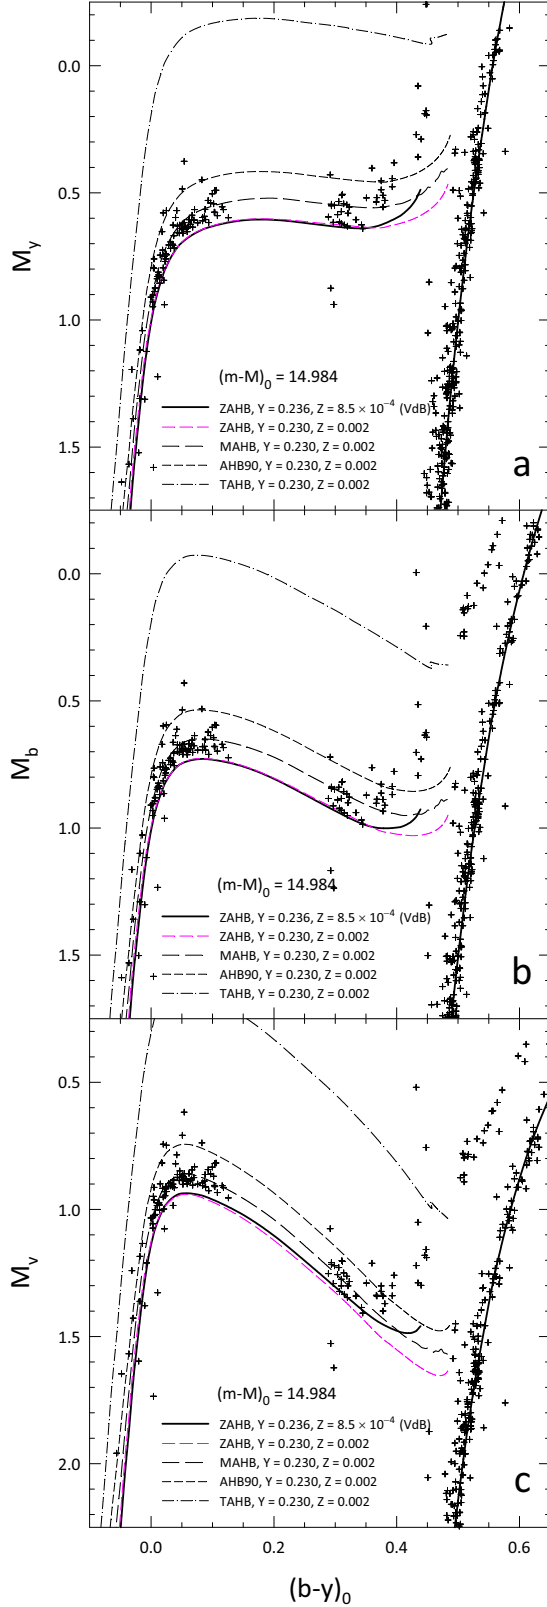 0.0
0.5
1.0
1.5
M_y
(m-M)_0 = 14.984
ZAHB, Y = 0.236, Z = 8.5 × 10^−4 (VdB)
ZAHB, Y = 0.230, Z = 0.002
MAHB, Y = 0.230, Z = 0.002
AHB90, Y = 0.230, Z = 0.002
TAHB, Y = 0.230, Z = 0.002
a
0.0
0.5
1.0
1.5
M_b
(m-M)_0 = 14.984
ZAHB, Y = 0.236, Z = 8.5 × 10^−4 (VdB)
ZAHB, Y = 0.230, Z = 0.002
MAHB, Y = 0.230, Z = 0.002
AHB90, Y = 0.230, Z = 0.002
TAHB, Y = 0.230, Z = 0.002
b
0.5
1.0
1.5
2.0
M_v
(m-M)_0 = 14.984
ZAHB, Y = 0.236, Z = 8.5 × 10^−4 (VdB)
ZAHB, Y = 0.230, Z = 0.002
MAHB, Y = 0.230, Z = 0.002
AHB90, Y = 0.230, Z = 0.002
TAHB, Y = 0.230, Z = 0.002
c
0.0 0.2 0.4 0.6
(b-y)_0